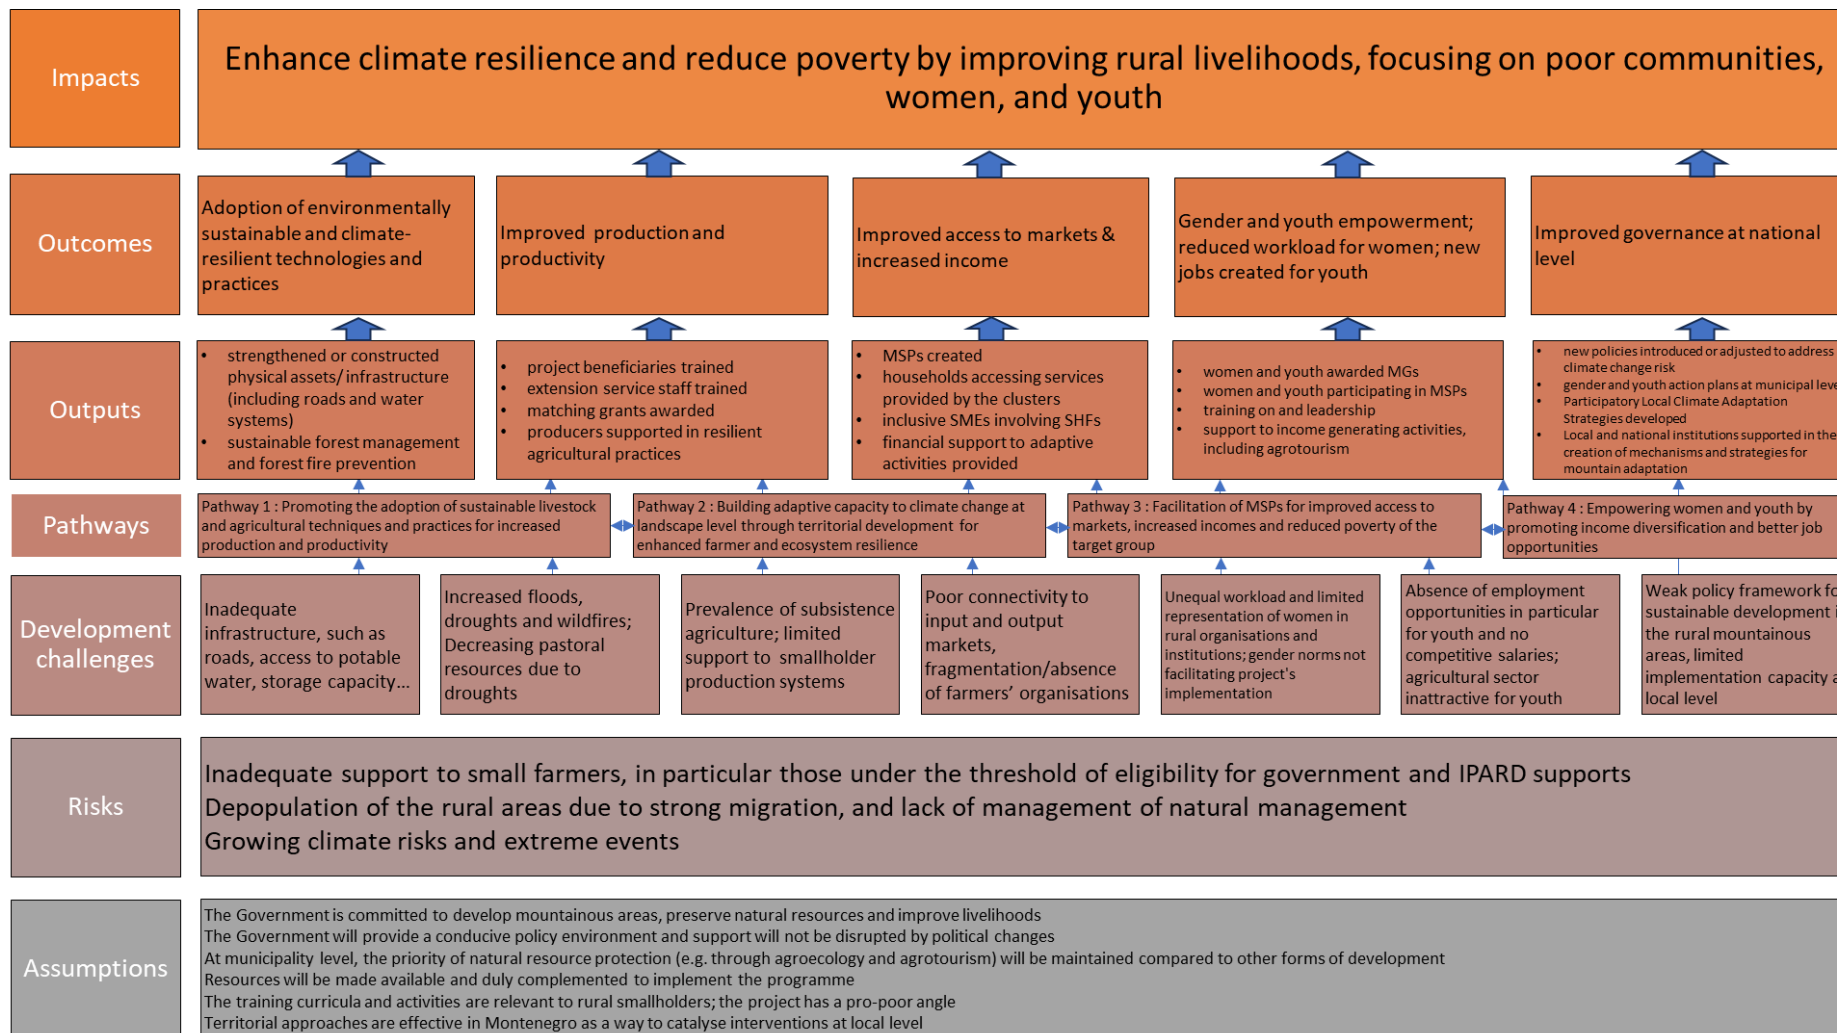 Impacts
Enhance climate resilience and reduce poverty by improving rural livelihoods, focusing on poor communities,
women, and youth
Outcomes
Adoption of environmentally
sustainable and climate-
resilient technologies and
practices
Improved production and
productivity
Improved access to markets &
increased income
Gender and youth empowerment;
reduced workload for women; new
jobs created for youth
Improved governance at national
level
Outputs
• strengthened or constructed
physical assets/infrastructure
(including roads and water
systems)
• sustainable forest management
and forest fire prevention
• project beneficiaries trained
• extension service staff trained
• matching grants awarded
• producers supported in resilient
agricultural practices
• MSPs created
• households accessing services
provided by the clusters
• inclusive SMEs involving SHFs
• financial support to adaptive
activities provided
• women and youth awarded MGs
• women and youth participating in MSPs
• training on and leadership
• support to income generating activities,
including agrotourism
• new policies introduced or adjusted to address
climate change risk
• gender and youth action plans at municipal leve
• Participatory Local Climate Adaptation
Strategies developed
• Local and national institutions supported in the
creation of mechanisms and strategies for
mountain adaptation
Pathways
Pathway 1 : Promoting the adoption of sustainable livestock
and agricultural techniques and practices for increased
production and productivity
Pathway 2 : Building adaptive capacity to climate change at
landscape level through territorial development for
enhanced farmer and ecosystem resilience
Pathway 3 : Facilitation of MSPs for improved access to
markets, increased incomes and reduced poverty of the
target group
Pathway 4 : Empowering women and youth by
promoting income diversification and better job
opportunities
Development
challenges
Inadequate
infrastructure, such as
roads, access to potable
water, storage capacity...
Increased floods,
droughts and wildfires;
Decreasing pastoral
resources due to
droughts
Prevalence of subsistence
agriculture; limited
support to smallholder
production systems
Poor connectivity to
input and output
markets,
fragmentation/absence
of farmers' organisations
Unequal workload and limited
representation of women in
rural organisations and
institutions; gender norms not
facilitating project's
implementation
Absence of employment
opportunities in particular
for youth and no
competitive salaries;
agricultural sector
inattractive for youth
Weak policy framework fo
sustainable development i
the rural mountainous
areas, limited
implementation capacity a
local level
Risks
Inadequate support to small farmers, in particular those under the threshold of eligibility for government and IPARD supports
Depopulation of the rural areas due to strong migration, and lack of management of natural management
Growing climate risks and extreme events
Assumptions
The Government is committed to develop mountainous areas, preserve natural resources and improve livelihoods
The Government will provide a conducive policy environment and support will not be disrupted by political changes
At municipality level, the priority of natural resource protection (e.g. through agroecology and agrotourism) will be maintained compared to other forms of development
Resources will be made available and duly complemented to implement the programme
The training curricula and activities are relevant to rural smallholders; the project has a pro-poor angle
Territorial approaches are effective in Montenegro as a way to catalyse interventions at local level